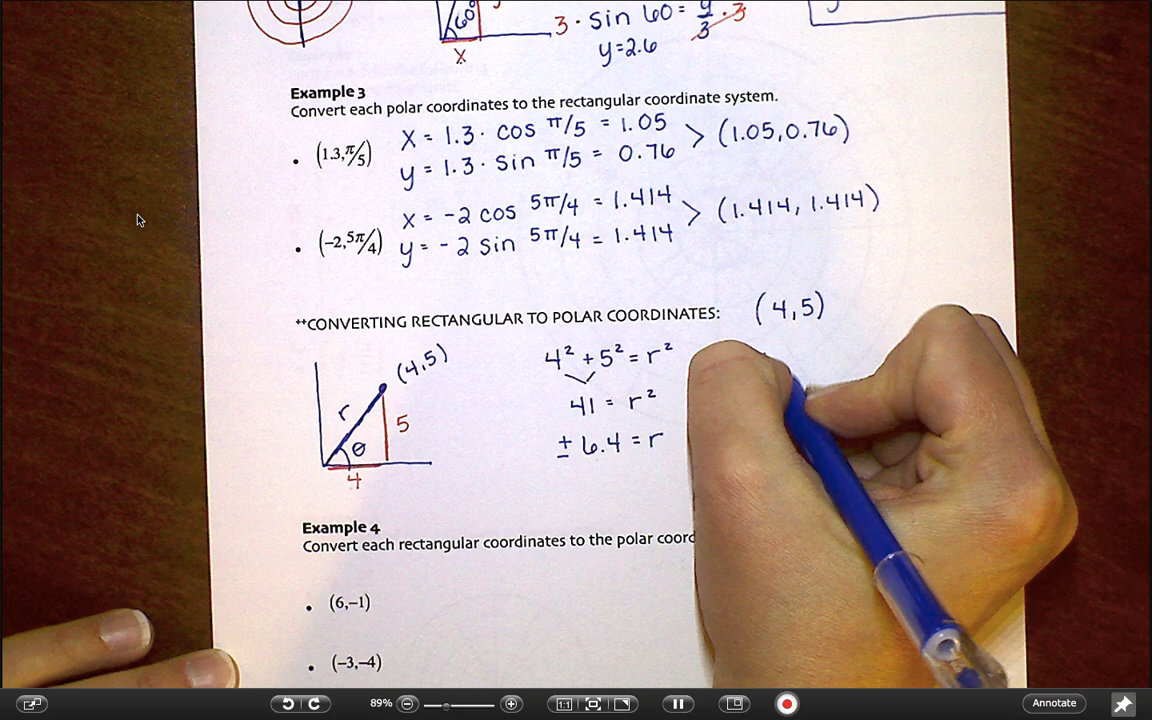 60°
x
3 · sin 60 = y/3 · 3
y = 2.6
Example 3
Convert each polar coordinates to the rectangular coordinate system.
• (1.3, π/5)
x = 1.3 · cos π/5 = 1.05
y = 1.3 · sin π/5 = 0.76
> (1.05, 0.76)
• (−2, 5π/4)
x = -2 cos 5π/4 = 1.414
y = -2 sin 5π/4 = 1.414
> (1.414, 1.414)
**CONVERTING RECTANGULAR TO POLAR COORDINATES:
(4,5)
(4,5)
r
θ
5
4
4² + 5² = r²
41 = r²
± 6.4 = r
Example 4
Convert each rectangular coordinates to the polar coord
• (6,−1)
• (−3,−4)
89%
1:1
Annotate